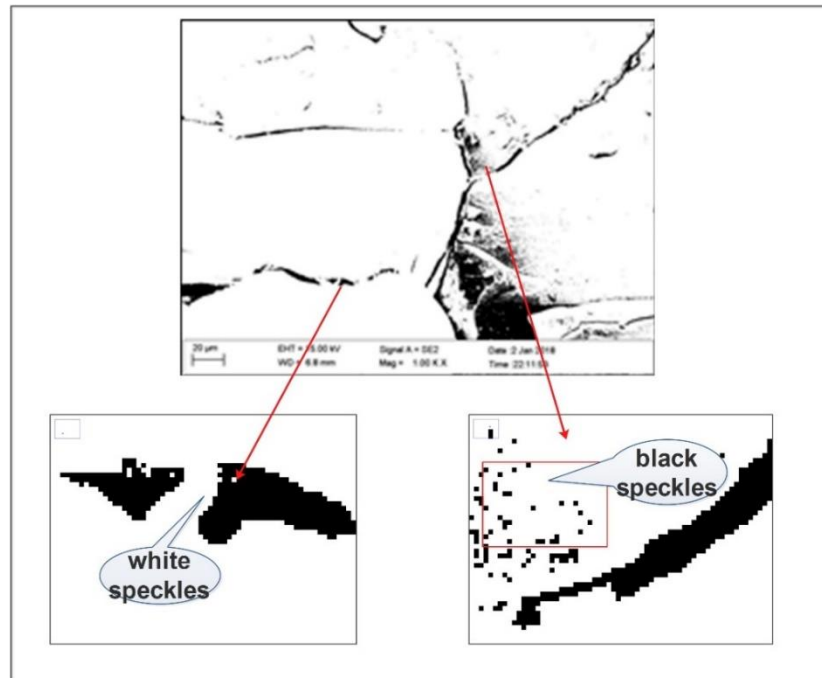 20 µm
EHT = 15.00 kV
Signal A = SE2
Date :2 Jan 2018
WD = 6.8 mm
Mag = 1.00 K X
Time :22:11:53
black
speckles
white
speckles